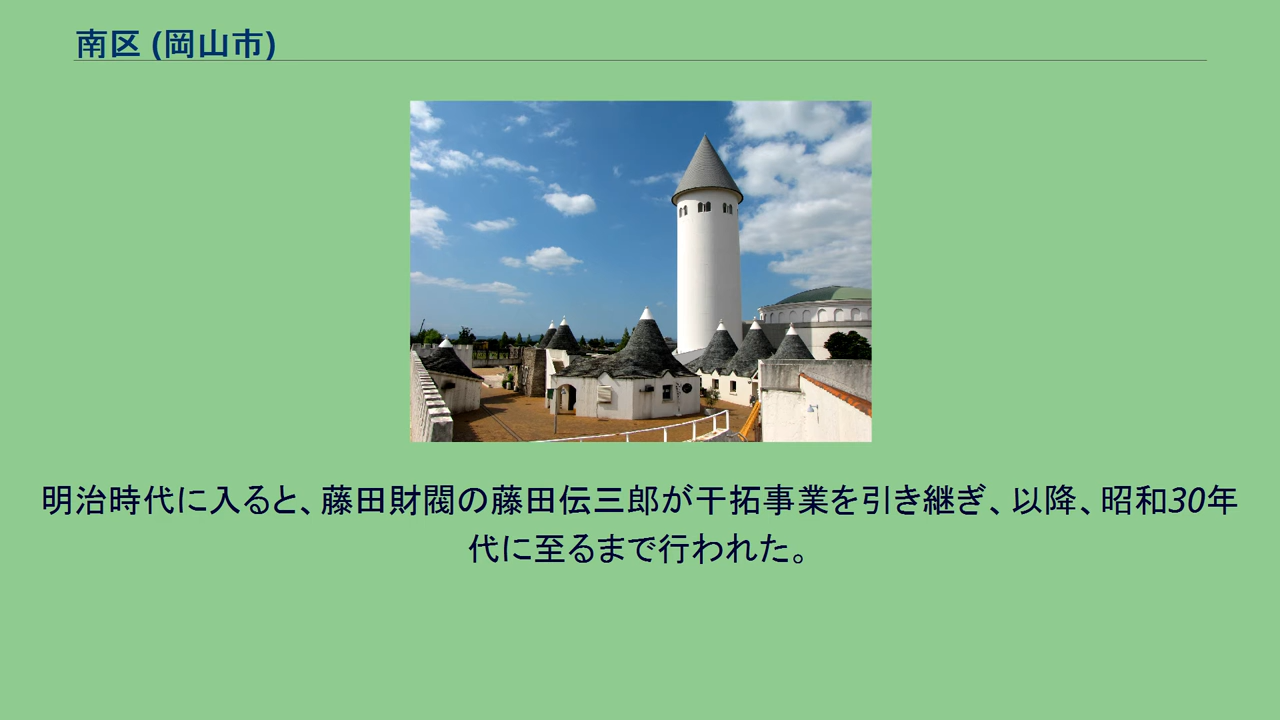 南区 (岡山市)
明治時代に入ると、藤田財閥の藤田伝三郎が干拓事業を引き継ぎ、以降、昭和30年
代に至るまで行われた。